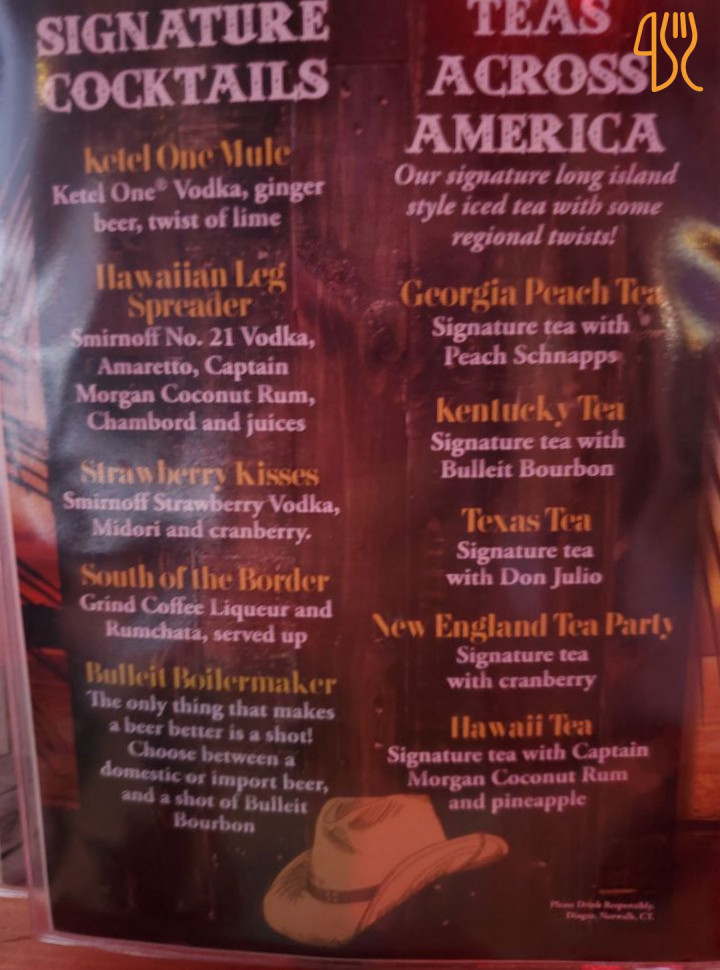 SIGNATURE
COCKTAILS
Ketel One Mule
Ketel One® Vodka, ginger
beer, twist of lime
Hawaiian Leg
Spreader
Smirnoff No. 21 Vodka,
Amaretto, Captain
Morgan Coconut Rum,
Chambord and juices
Strawberry Kisses
Smirnoff Strawberry Vodka,
Midori and cranberry.
South of the Border
Grind Coffee Liqueur and
Rumchata, served up
Bulleit Boilermaker
The only thing that makes
a beer better is a shot!
Choose between a
domestic or import beer,
and a shot of Bulleit
Bourbon
TEAS
ACROSS
AMERICA
Our signature long island
style iced tea with some
regional twists!
Georgia Peach Tea
Signature tea with
Peach Schnapps
Kentucky Tea
Signature tea with
Bulleit Bourbon
Texas Tea
Signature tea
with Don Julio
New England Tea Party
Signature tea
with cranberry
Hawaii Tea
Signature tea with Captain
Morgan Coconut Rum
and pineapple
Please Drink Responsibly.
Diageo, Norwalk, CT.